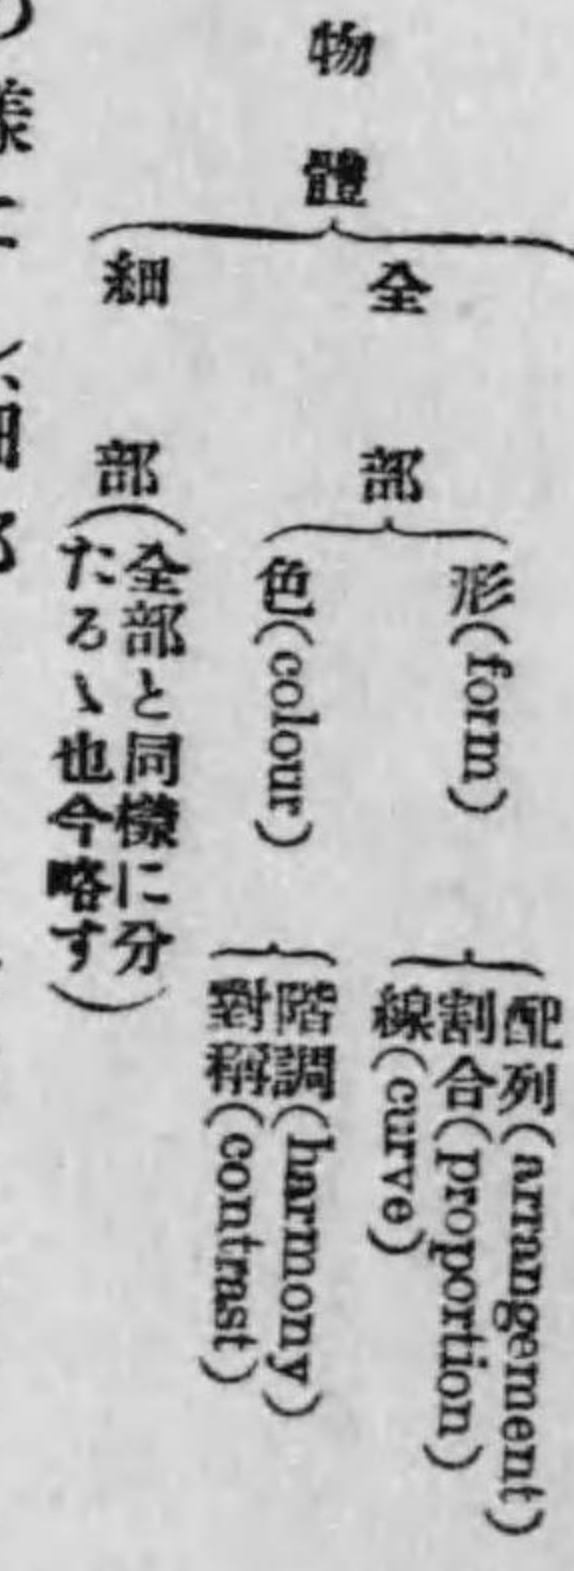 物體
全部
形(form)
配列(arrangement)
割合(proportion)
線(curve)
色(colour)
階調(harmony)
對稱(contrast)
細部
(全部と同樣に分
たるゝ也今略す)